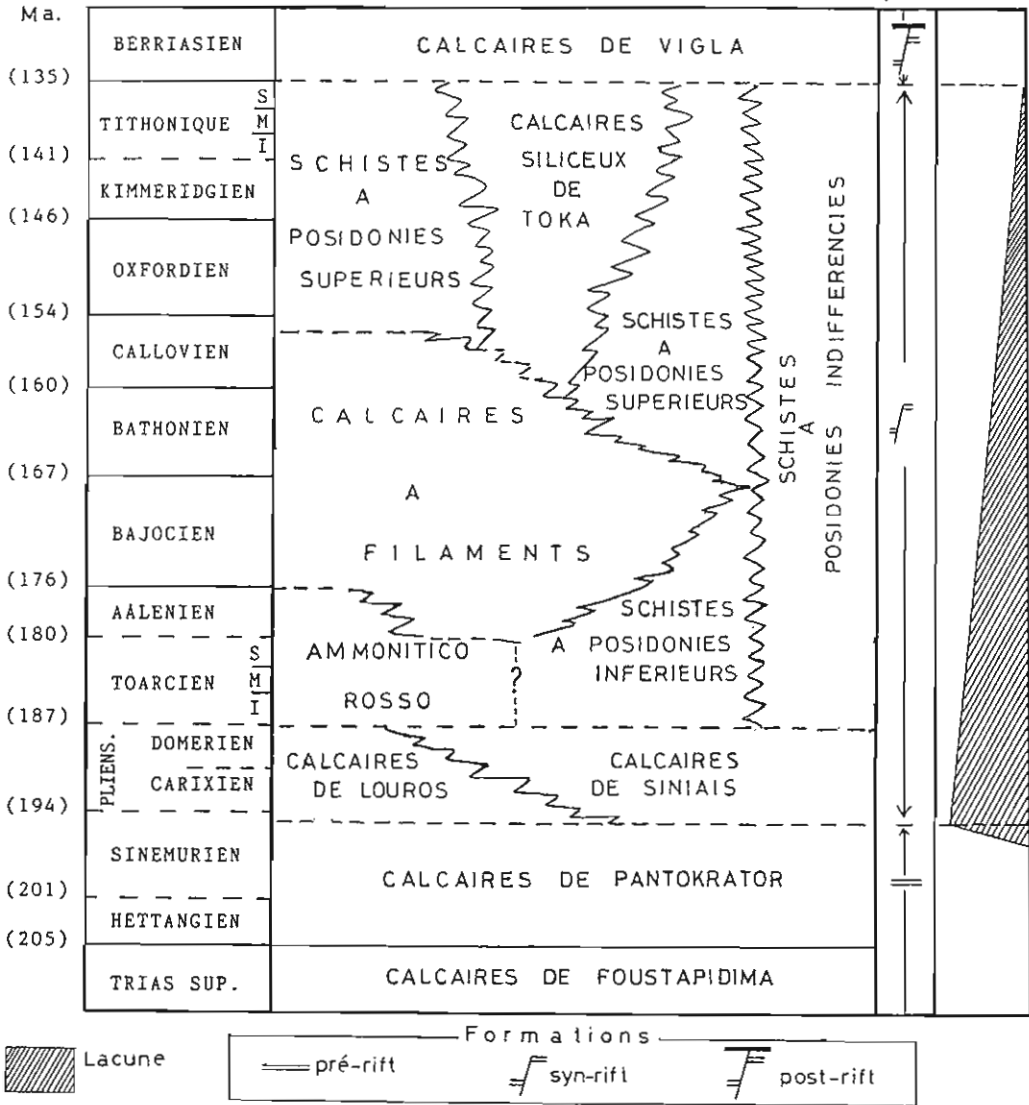 Ma.
BERRIASIEN
CALCAIRES DE VIGLA
(135)
TITHONIQUE
S
M
I
(141)
KIMMERIDGIEN
(146)
OXFORDIEN
(154)
CALLOVIEN
(160)
BATHONIEN
(167)
BAJOCIEN
(176)
AALENIEN
(180)
TOARCIEN
S
M
I
(187)
PLIENS.
DOMERIEN
CARIXIEN
(194)
SINEMURIEN
(201)
HETTANGIEN
(205)
TRIAS SUP.
SCHISTES
A
POSIDONIES
SUPERIEURS
CALCAIRES
SILICEUX
DE
TOKA
SCHISTES
A
POSIDONIES
SUPERIEURS
SCHISTES
A
POSIDONIES INDIFFERENCIES
CALCAIRES
A
FILAMENTS
SCHISTES
A POSIDONIES
INFERIEURS
AMMONITICO
ROSSO
?
CALCAIRES
DE LOUROS
CALCAIRES
DE SINIAIS
CALCAIRES DE PANTOKRATOR
CALCAIRES DE FOUSTAPIDIMA
Lacune
Formations
pré-rift
syn-rift
post-rift